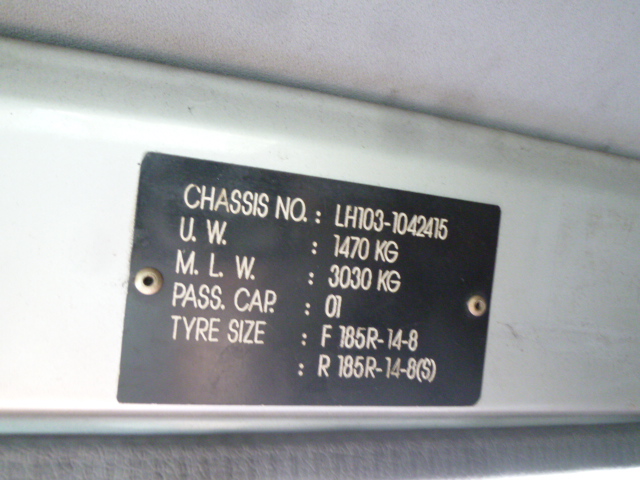 CHASSIS NO. : LH103-1042415
U. W. : 1470 KG
M. L. W. : 3030 KG
PASS. CAP. : 01
TYRE SIZE : F 185R-14-8
: R 185R-14-8(S)